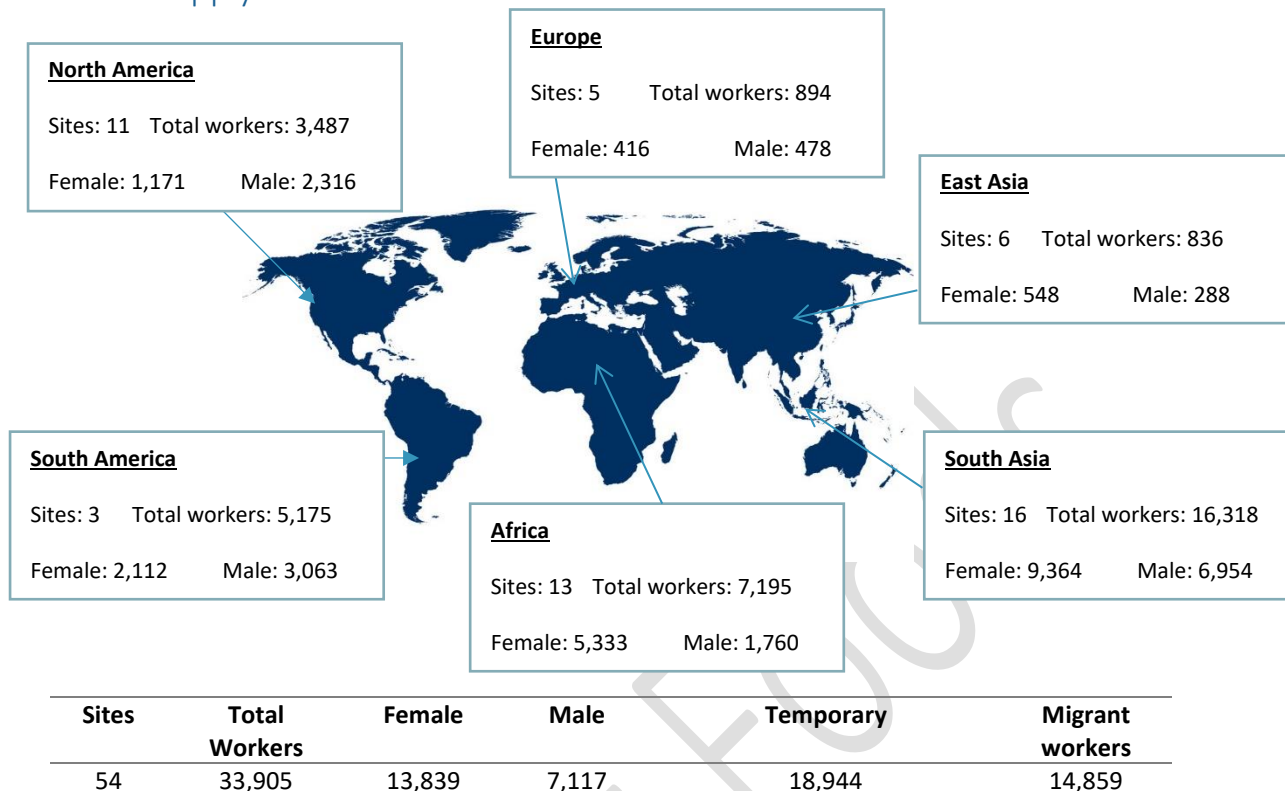 North America
Sites: 11 Total workers: 3,487
Female: 1,171 Male: 2,316
Europe
Sites: 5 Total workers: 894
Female: 416 Male: 478
East Asia
Sites: 6 Total workers: 836
Female: 548 Male: 288
South America
Sites: 3 Total workers: 5,175
Female: 2,112 Male: 3,063
Africa
Sites: 13 Total workers: 7,195
Female: 5,333 Male: 1,760
South Asia
Sites: 16 Total workers: 16,318
Female: 9,364 Male: 6,954
Sites Total Workers Female Male Temporary Migrant workers
54 33,905 13,839 7,117 18,944 14,859